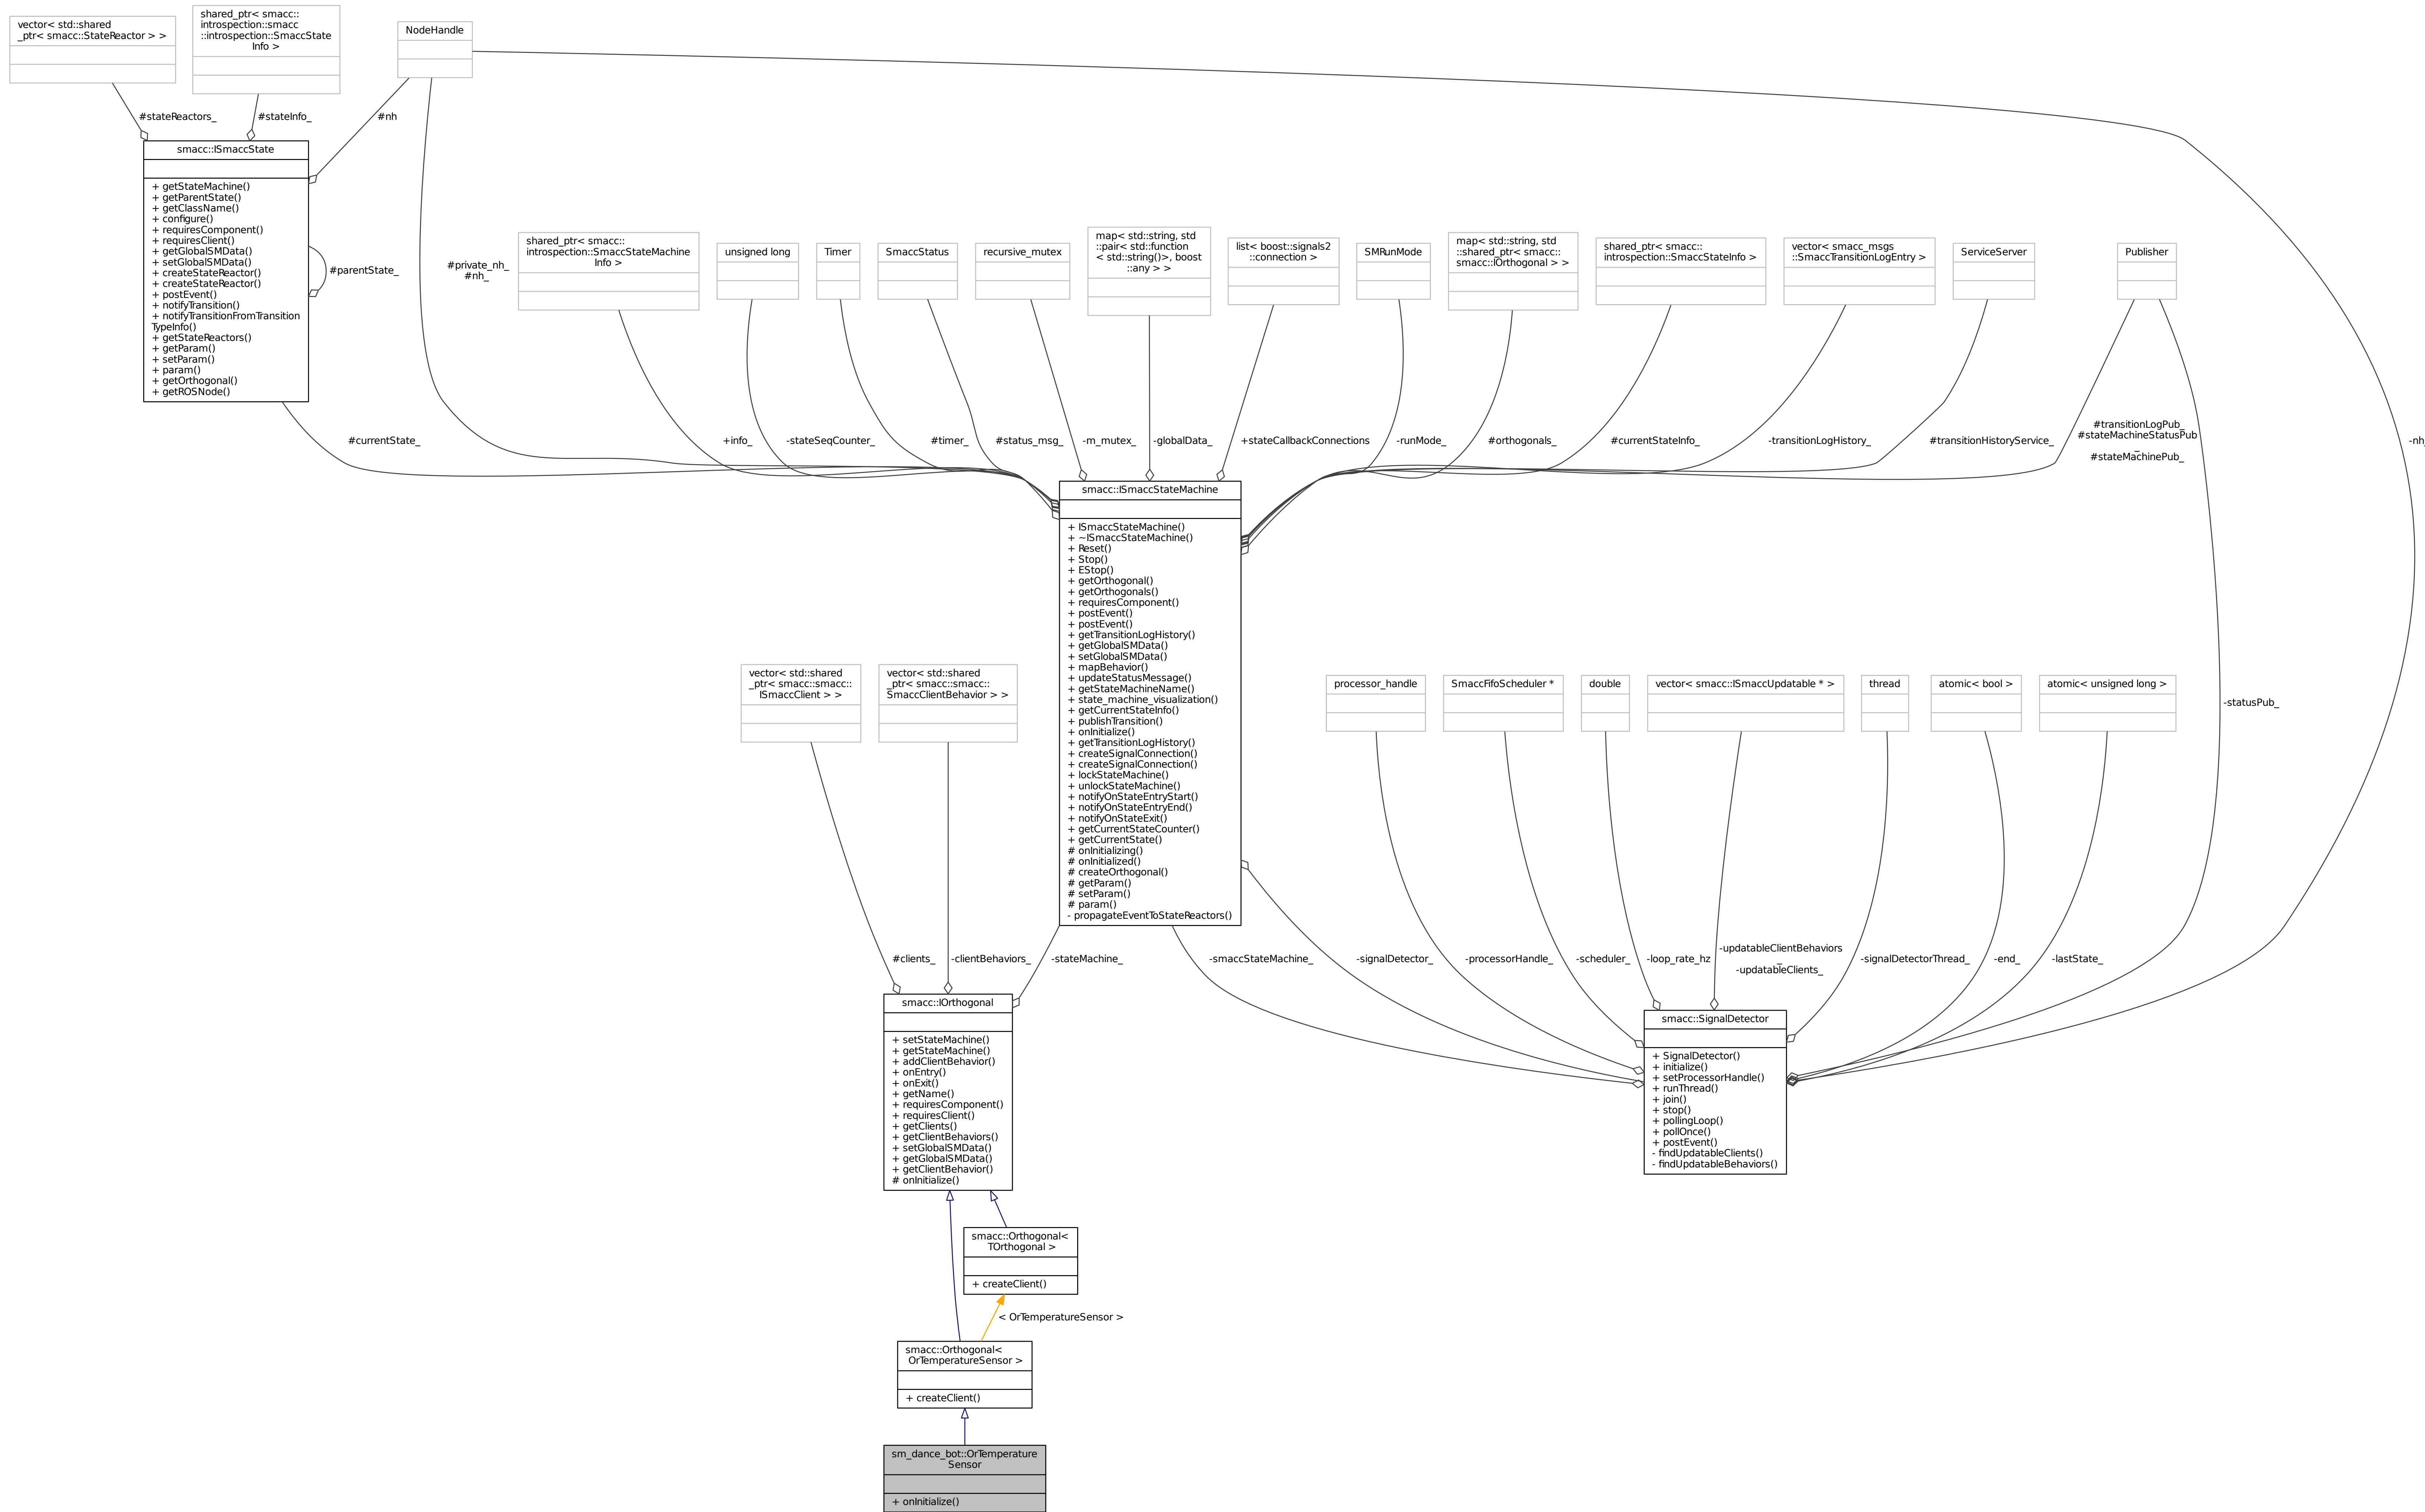 vector< std::shared
_ptr< smacc::StateReactor > >
shared_ptr< smacc::
introspection::smacc
::introspection::SmaccState
Info >
NodeHandle
#stateReactors_
#stateInfo_
#nh
smacc::ISmaccState
+ getStateMachine()
+ getParentState()
+ getClassName()
+ configure()
+ requiresComponent()
+ requiresClient()
+ getGlobalSMData()
+ setGlobalSMData()
+ createStateReactor()
+ createStateReactor()
+ postEvent()
+ notifyTransition()
+ notifyTransitionFromTransition
TypeInfo()
+ getStateReactors()
+ getParam()
+ setParam()
+ param()
+ getOrthogonal()
+ getROSNode()
#parentState_
#private_nh_
#nh_
shared_ptr< smacc::
introspection::SmaccStateMachine
Info >
unsigned long
Timer
SmaccStatus
recursive_mutex
map< std::string, std
::pair< std::function
< std::string()>, boost
::any > >
list< boost::signals2
::connection >
SMRunMode
map< std::string, std
::shared_ptr< smacc::
smacc::IOrthogonal > >
shared_ptr< smacc::
introspection::SmaccStateInfo >
vector< smacc_msgs
::SmaccTransitionLogEntry >
ServiceServer
Publisher
#currentState_
+info_
-stateSeqCounter_
#timer_
#status_msg_
-m_mutex_
-globalData_
+stateCallbackConnections
-runMode_
#orthogonals_
#currentStateInfo_
-transitionLogHistory_
#transitionHistoryService_
#transitionLogPub_
#stateMachineStatusPub
_
#stateMachinePub_
-nh_
smacc::ISmaccStateMachine
+ ISmaccStateMachine()
+ ~ISmaccStateMachine()
+ Reset()
+ Stop()
+ EStop()
+ getOrthogonal()
+ getOrthogonals()
+ requiresComponent()
+ postEvent()
+ postEvent()
+ getTransitionLogHistory()
+ getGlobalSMData()
+ setGlobalSMData()
+ mapBehavior()
+ updateStatusMessage()
+ getStateMachineName()
+ state_machine_visualization()
+ getCurrentStateInfo()
+ publishTransition()
+ onInitialize()
+ getTransitionLogHistory()
+ createSignalConnection()
+ createSignalConnection()
+ lockStateMachine()
+ unlockStateMachine()
+ notifyOnStateEntryStart()
+ notifyOnStateEntryEnd()
+ notifyOnStateExit()
+ getCurrentStateCounter()
+ getCurrentState()
# onInitializing()
# onInitialized()
# createOrthogonal()
# getParam()
# setParam()
# param()
- propagateEventToStateReactors()
vector< std::shared
_ptr< smacc::smacc::
ISmaccClient > >
vector< std::shared
_ptr< smacc::smacc::
SmaccClientBehavior > >
processor_handle
SmaccFifoScheduler *
double
vector< smacc::ISmaccUpdatable * >
thread
atomic< bool >
atomic< unsigned long >
-statusPub_
#clients_
-clientBehaviors_
-stateMachine_
-smaccStateMachine_
-signalDetector_
-processorHandle_
-scheduler_
-loop_rate_hz
-updatableClientBehaviors
_
-updatableClients_
-signalDetectorThread_
-end_
-lastState_
smacc::IOrthogonal
+ setStateMachine()
+ getStateMachine()
+ addClientBehavior()
+ onEntry()
+ onExit()
+ getName()
+ requiresComponent()
+ requiresClient()
+ getClients()
+ getClientBehaviors()
+ setGlobalSMData()
+ getGlobalSMData()
+ getClientBehavior()
# onInitialize()
smacc::SignalDetector
+ SignalDetector()
+ initialize()
+ setProcessorHandle()
+ runThread()
+ join()
+ stop()
+ pollingLoop()
+ pollOnce()
+ postEvent()
- findUpdatableClients()
- findUpdatableBehaviors()
smacc::Orthogonal<
TOrthogonal >
+ createClient()
< OrTemperatureSensor >
smacc::Orthogonal<
OrTemperatureSensor >
+ createClient()
sm_dance_bot::OrTemperature
Sensor
+ onInitialize()